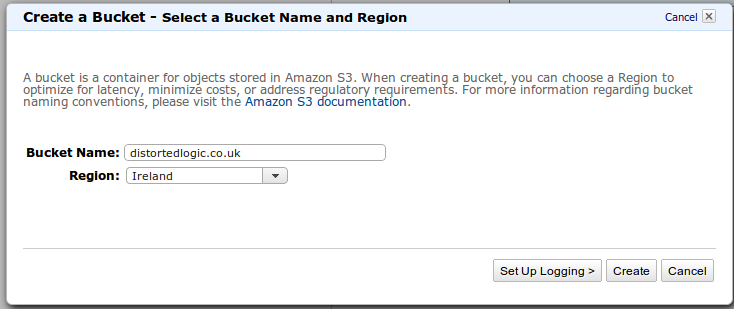 Create a Bucket - Select a Bucket Name and Region
Cancel
A bucket is a container for objects stored in Amazon S3. When creating a bucket, you can choose a Region to
optimize for latency, minimize costs, or address regulatory requirements. For more information regarding bucket
naming conventions, please visit the Amazon S3 documentation.
Bucket Name: distortedlogic.co.uk
Region: Ireland
Set Up Logging > Create Cancel